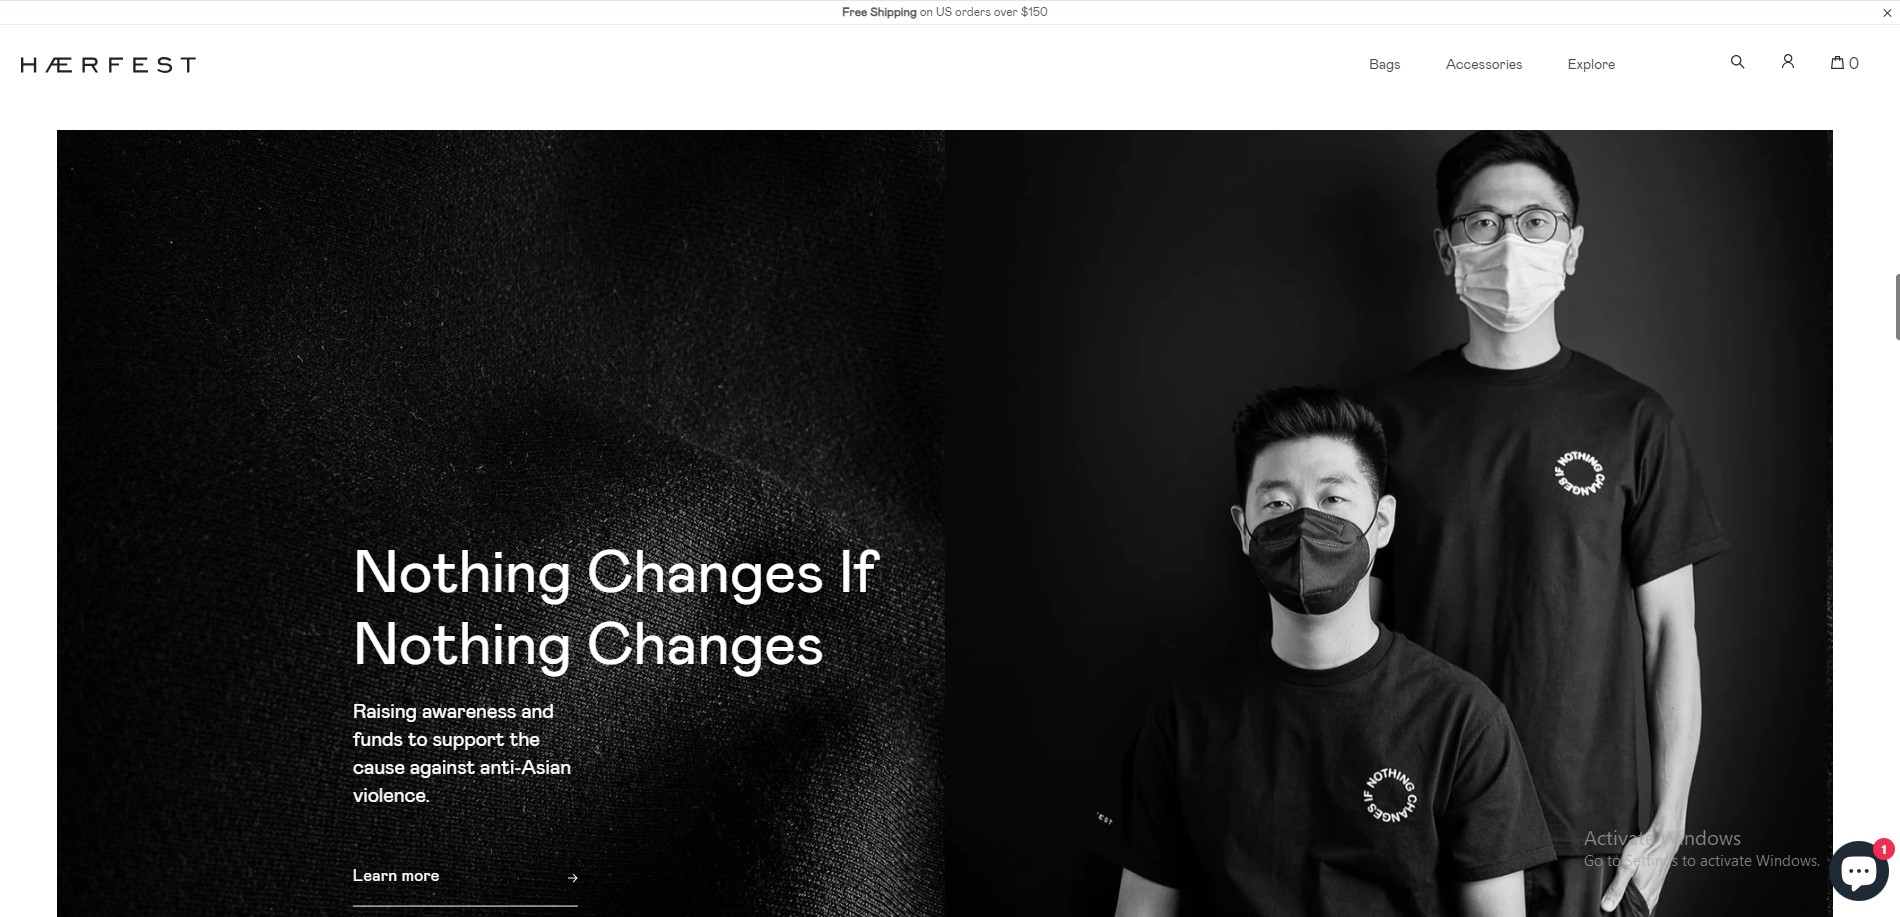 Free Shipping on US orders over $150
HÆRFEST
Bags
Accessories
Explore
0
Nothing Changes If
Nothing Changes
Raising awareness and
funds to support the
cause against anti-Asian
violence.
Learn more
IF NOTHING CHANGES
IF NOTHING CHANGES
EST
Activate Windows
Go to Settings to activate Windows.
1